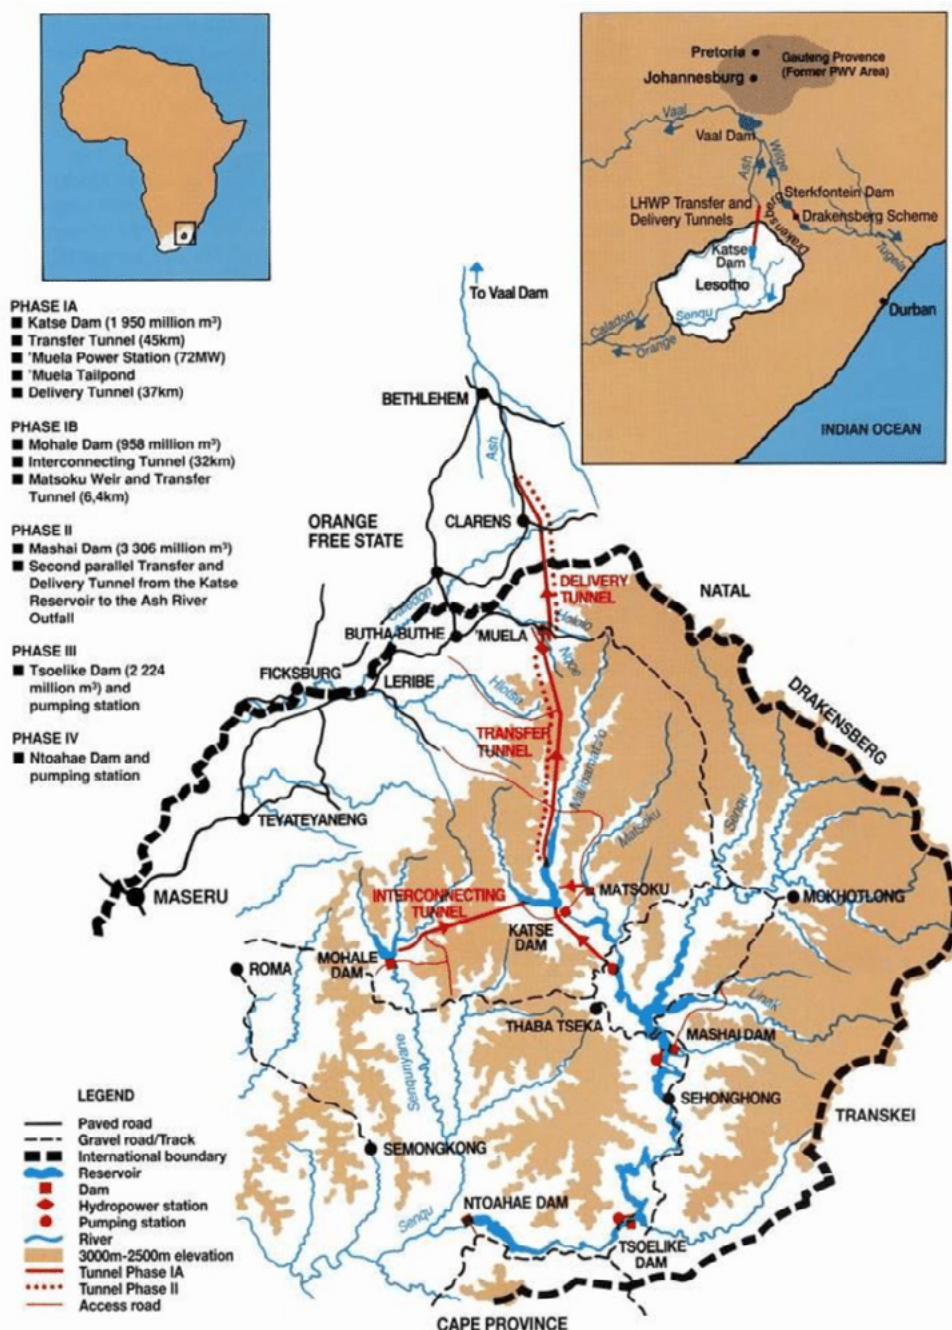 Pretoria
Johannesburg
Gauteng Provence
(Former PWV Area)
Vaal
Vaal Dam
Ash
Wilge
Sterkfontein Dam
LHWP Transfer and
Delivery Tunnels
Drakensberg
Drakensberg Scheme
Tugela
Katse
Dam
Lesotho
Senqu
Caledon
Orange
Durban
INDIAN OCEAN
PHASE IA
Katse Dam (1 950 million m³)
Transfer Tunnel (45km)
'Muela Power Station (72MW)
'Muela Tailpond
Delivery Tunnel (37km)
PHASE IB
Mohale Dam (958 million m³)
Interconnecting Tunnel (32km)
Matsoku Weir and Transfer
Tunnel (6,4km)
PHASE II
Mashai Dam (3 306 million m³)
Second parallel Transfer and
Delivery Tunnel from the Katse
Reservoir to the Ash River
Outfall
PHASE III
Tsoelike Dam (2 224
million m³) and
pumping station
PHASE IV
Ntoahae Dam and
pumping station
To Vaal Dam
BETHLEHEM
Ash
ORANGE
FREE STATE
CLARENS
DELIVERY
TUNNEL
NATAL
Caledon
Hololo
BUTHA-BUTHE
'MUELA
FICKSBURG
LERIBE
Hlotse
DRAKENSBERG
TRANSFER
TUNNEL
Malibamatso
Matsoku
Senqu
TEYATEYANENG
MASERU
INTERCONNECTING
TUNNEL
MATSOKU
MOKHOTLONG
KATSE
DAM
ROMA
MOHALE
DAM
THABA TSEKA
MASHAI DAM
Senqunyane
SEHONGHONG
TRANSKEI
SEMONGKONG
Senqu
NTOAHAE DAM
TSOELIKE
DAM
CAPE PROVINCE
LEGEND
Paved road
Gravel road/Track
International boundary
Reservoir
Dam
Hydropower station
Pumping station
River
3000m-2500m elevation
Tunnel Phase IA
Tunnel Phase II
Access road